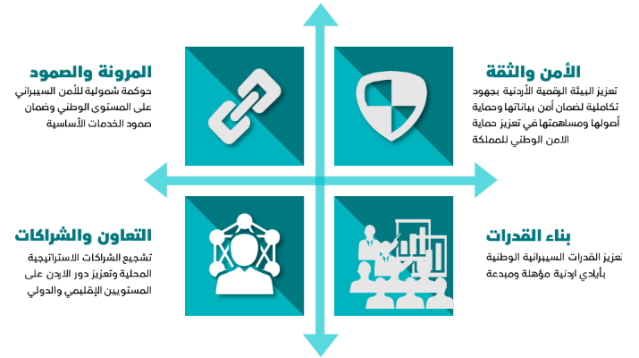 الأمن والثقة
تعزيز البيئة الرقمية الأردنية بجهود
تكاملية لضمان أمن بياناتها وحماية
أصولها ومساهمتها في تعزيز حماية
الامن الوطني للمملكة
المرونة والصمود
حوكمة شمولية للأمن السيبراني
على المستوى الوطني وضمان
صمود الخدمات الأساسية
بناء القدرات
تعزيز القدرات السيبرانية الوطنية
بأيادي اردنية مؤهلة ومبدعة
التعاون والشراكات
تشجيع الشراكات الاستراتيجية
المحلية وتعزيز دور الاردن على
المستويين الإقليمي والدولي